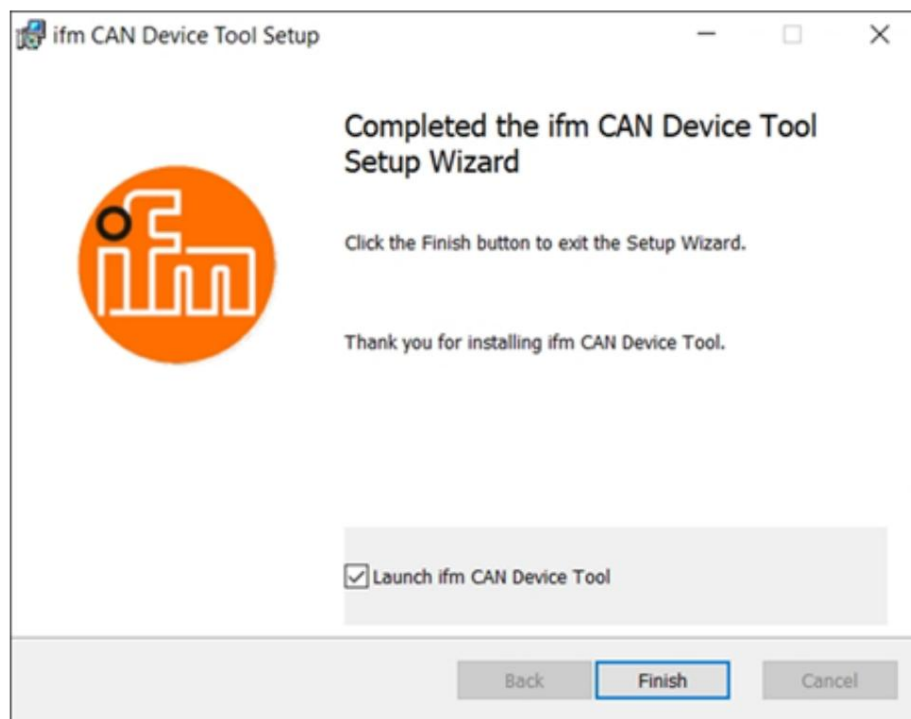 ifm CAN Device Tool Setup
Completed the ifm CAN Device Tool
Setup Wizard
ifm
Click the Finish button to exit the Setup Wizard.
Thank you for installing ifm CAN Device Tool.
Launch ifm CAN Device Tool
Back
Finish
Cancel